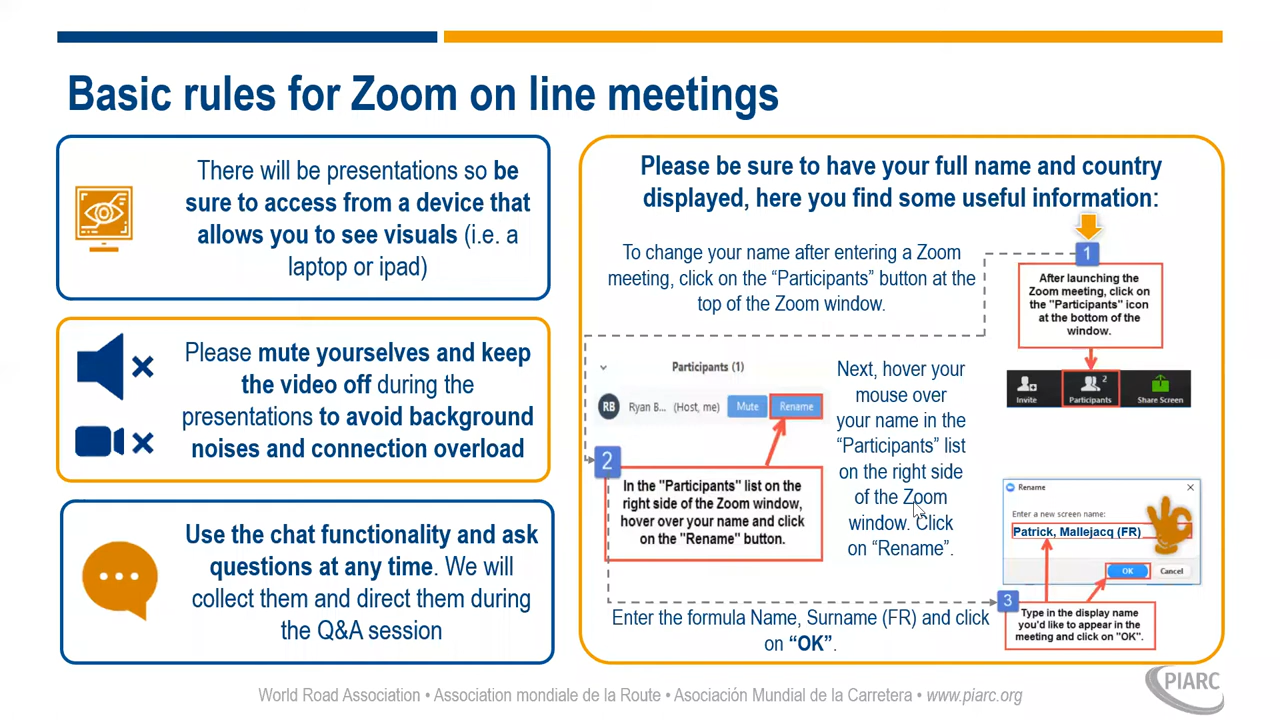 Basic rules for Zoom on line meetings
There will be presentations so be
sure to access from a device that
allows you to see visuals (i.e. a
laptop or ipad)
Please mute yourselves and keep
the video off during the
presentations to avoid background
noises and connection overload
Use the chat functionality and ask
questions at any time. We will
collect them and direct them during
the Q&A session
Please be sure to have your full name and country
displayed, here you find some useful information:
To change your name after entering a Zoom
meeting, click on the “Participants” button at the
top of the Zoom window.
1
After launching the
Zoom meeting, click on
the "Participants" icon
at the bottom of the
window.
Invite
2
Participants
Share Screen
Participants (1)
RB Ryan B... (Host, me) Mute Rename
2
In the "Participants" list on the
right side of the Zoom window,
hover over your name and click
on the "Rename" button.
Next, hover your
mouse over
your name in the
“Participants” list
on the right side
of the Zoom
window. Click
on “Rename”.
Rename
Enter a new screen name:
Patrick, Mallejacq (FR)
OK Cancel
3
Type in the display name
you'd like to appear in the
meeting and click on "OK".
Enter the formula Name, Surname (FR) and click
on “OK”.
World Road Association • Association mondiale de la Route • Asociación Mundial de la Carretera • www.piarc.org
PIARC